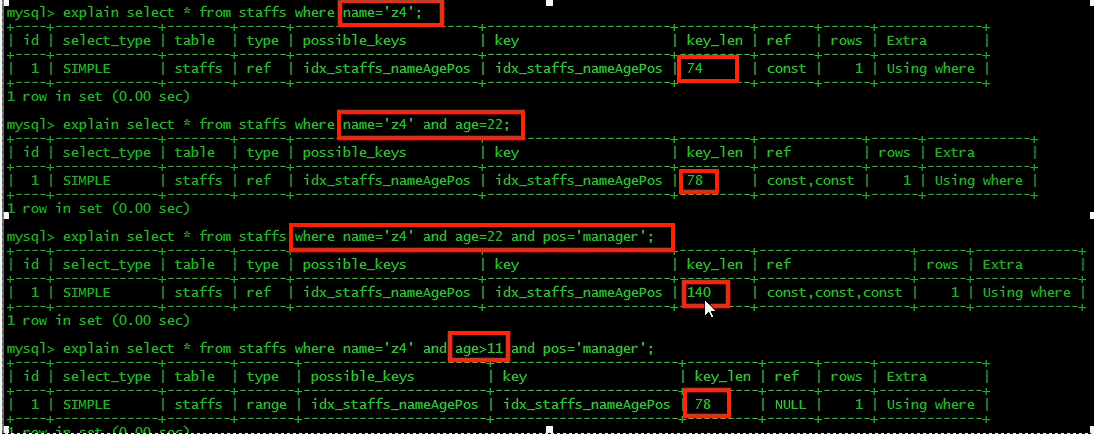 mysql> explain select * from staffs where name='z4';
+----+-------------+--------+------+-----------------------+-----------------------+---------+-------+------+-------------+
| id | select_type | table | type | possible_keys | key | key_len | ref | rows | Extra |
| 1 | SIMPLE | staffs | ref | idx_staffs_nameAgePos | idx_staffs_nameAgePos | 74 | const | 1 | Using where |
1 row in set (0.00 sec)
mysql> explain select * from staffs where name='z4' and age=22;
| id | select_type | table | type | possible_keys | key | key_len | ref | rows | Extra |
| 1 | SIMPLE | staffs | ref | idx_staffs_nameAgePos | idx_staffs_nameAgePos | 78 | const,const | 1 | Using where |
1 row in set (0.00 sec)
mysql> explain select * from staffs where name='z4' and age=22 and pos='manager';
| id | select_type | table | type | possible_keys | key | key_len | ref | rows | Extra |
| 1 | SIMPLE | staffs | ref | idx_staffs_nameAgePos | idx_staffs_nameAgePos | 140 | const,const,const | 1 | Using where |
1 row in set (0.00 sec)
mysql> explain select * from staffs where name='z4' and age>11 and pos='manager';
| id | select_type | table | type | possible_keys | key | key_len | ref | rows | Extra |
| 1 | SIMPLE | staffs | range | idx_staffs_nameAgePos | idx_staffs_nameAgePos | 78 | NULL | 1 | Using where |
1 row in set (0.00 sec)